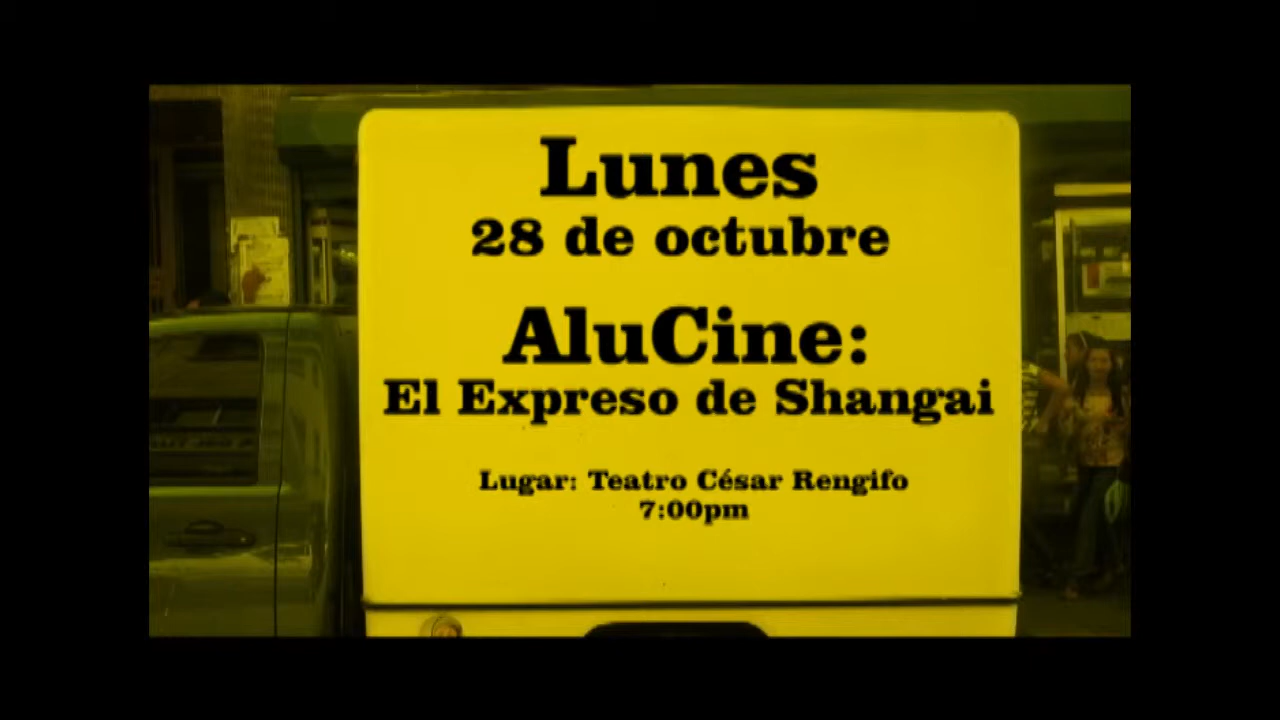 Lunes
28 de octubre
AluCine:
El Expreso de Shangai
Lugar: Teatro César Rengifo
7:00pm